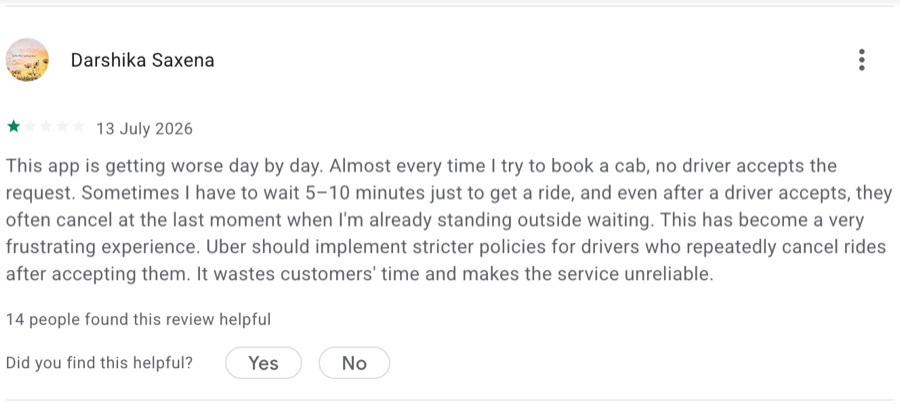 Darshika Saxena
13 July 2026
This app is getting worse day by day. Almost every time I try to book a cab, no driver accepts the
request. Sometimes I have to wait 5–10 minutes just to get a ride, and even after a driver accepts, they
often cancel at the last moment when I'm already standing outside waiting. This has become a very
frustrating experience. Uber should implement stricter policies for drivers who repeatedly cancel rides
after accepting them. It wastes customers' time and makes the service unreliable.
14 people found this review helpful
Did you find this helpful? Yes No